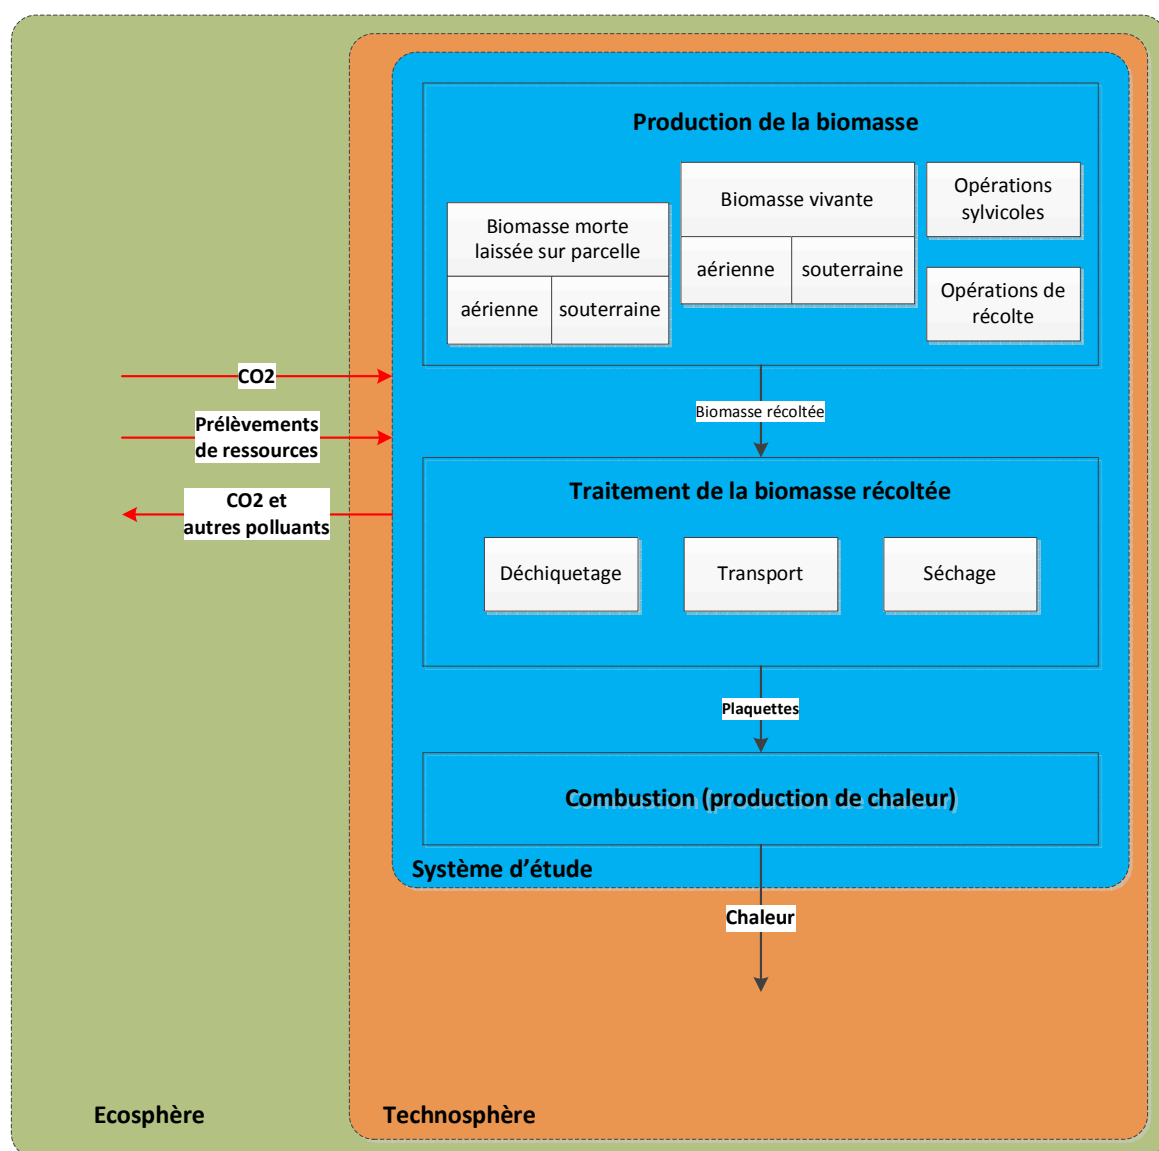 Production de la biomasse
Biomasse morte
laissée sur parcelle
aérienne
souterraine
Biomasse vivante
aérienne
souterraine
Opérations
sylvicoles
Opérations de
récolte
CO2
Prélèvements
de ressources
CO2 et
autres polluants
Biomasse récoltée
Traitement de la biomasse récoltée
Déchiquetage
Transport
Séchage
Plaquettes
Combustion (production de chaleur)
Système d’étude
Chaleur
Ecosphère
Technosphère